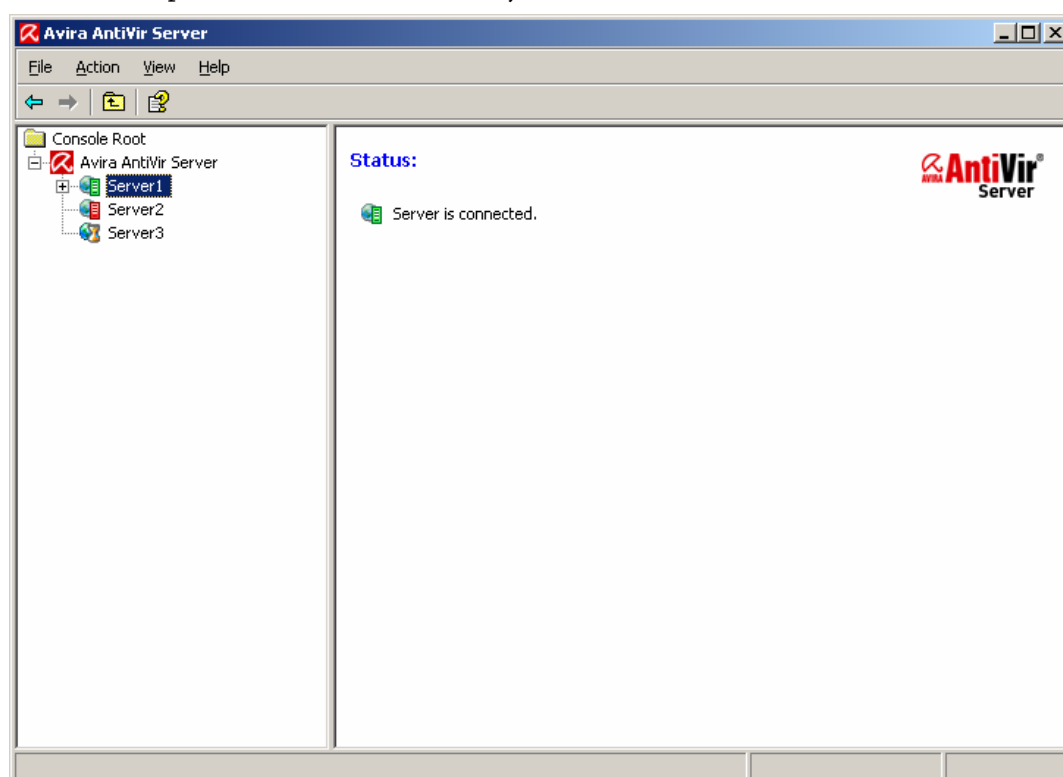 Avira AntiVir Server
File Action View Help
Console Root
Avira AntiVir Server
Server1
Server2
Server3
Status:
Server is connected.
AVIRA AntiVir®
Server